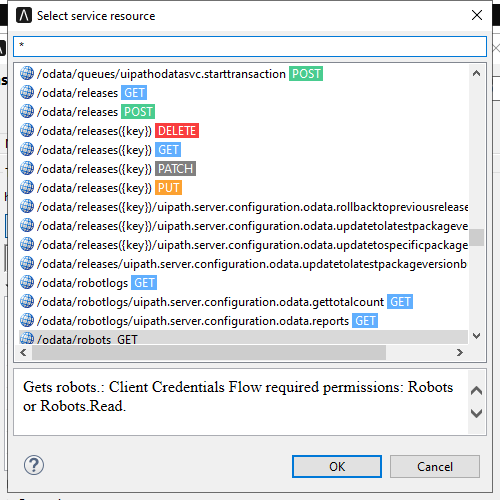 Select service resource
*
/odata/queues/uipathodatasvc.starttransaction POST
/odata/releases GET
/odata/releases POST
/odata/releases({key}) DELETE
/odata/releases({key}) GET
/odata/releases({key}) PATCH
/odata/releases({key}) PUT
/odata/releases({key})/uipath.server.configuration.odata.rollbacktopreviousrelease
/odata/releases({key})/uipath.server.configuration.odata.updatetolatestpackageve
/odata/releases({key})/uipath.server.configuration.odata.updatetospecificpackage
/odata/releases/uipath.server.configuration.odata.updatetolatestpackageversionb
/odata/robotlogs GET
/odata/robotlogs/uipath.server.configuration.odata.gettotalcount GET
/odata/robotlogs/uipath.server.configuration.odata.reports GET
/odata/robots GET
Gets robots.: Client Credentials Flow required permissions: Robots
or Robots.Read.
?
OK
Cancel